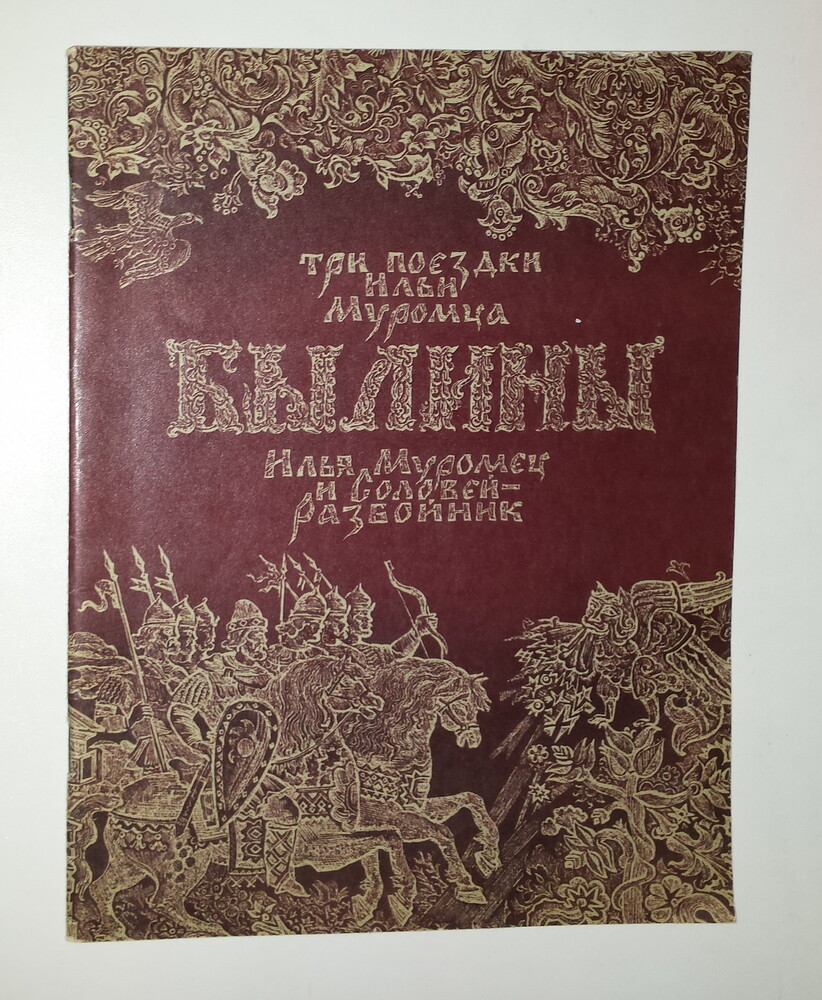 три поездки
Ильи
Муромца
БЫЛИНЫ
Илья Муромец
и Соловей-
разбойник